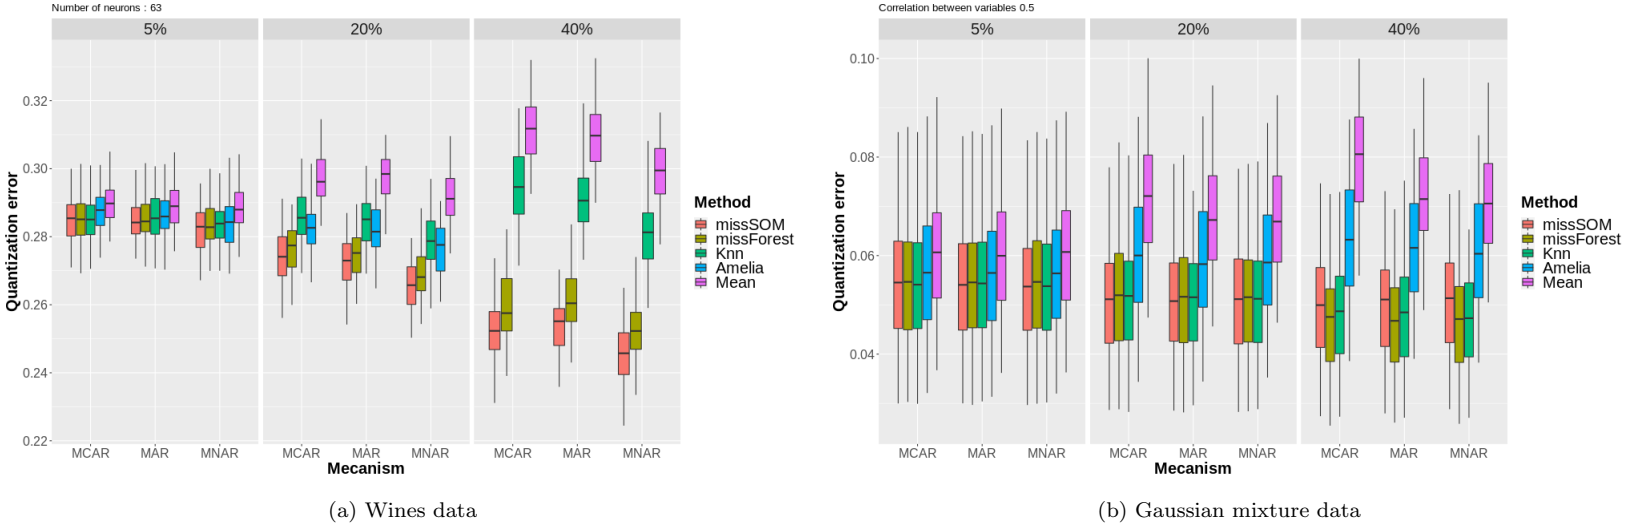 Number of neurons : 63
5%
20%
40%
Quantization error
0.32
0.30
0.28
0.26
0.24
0.22
MCAR
MAR
MNAR
MCAR
MAR
MNAR
MCAR
MAR
MNAR
Mecanism
Method
missSOM
missForest
Knn
Amelia
Mean
(a) Wines data
Correlation between variables 0.5
5%
20%
40%
Quantization error
0.10
0.08
0.06
0.04
MCAR
MAR
MNAR
MCAR
MAR
MNAR
MCAR
MAR
MNAR
Mecanism
Method
missSOM
missForest
Knn
Amelia
Mean
(b) Gaussian mixture data